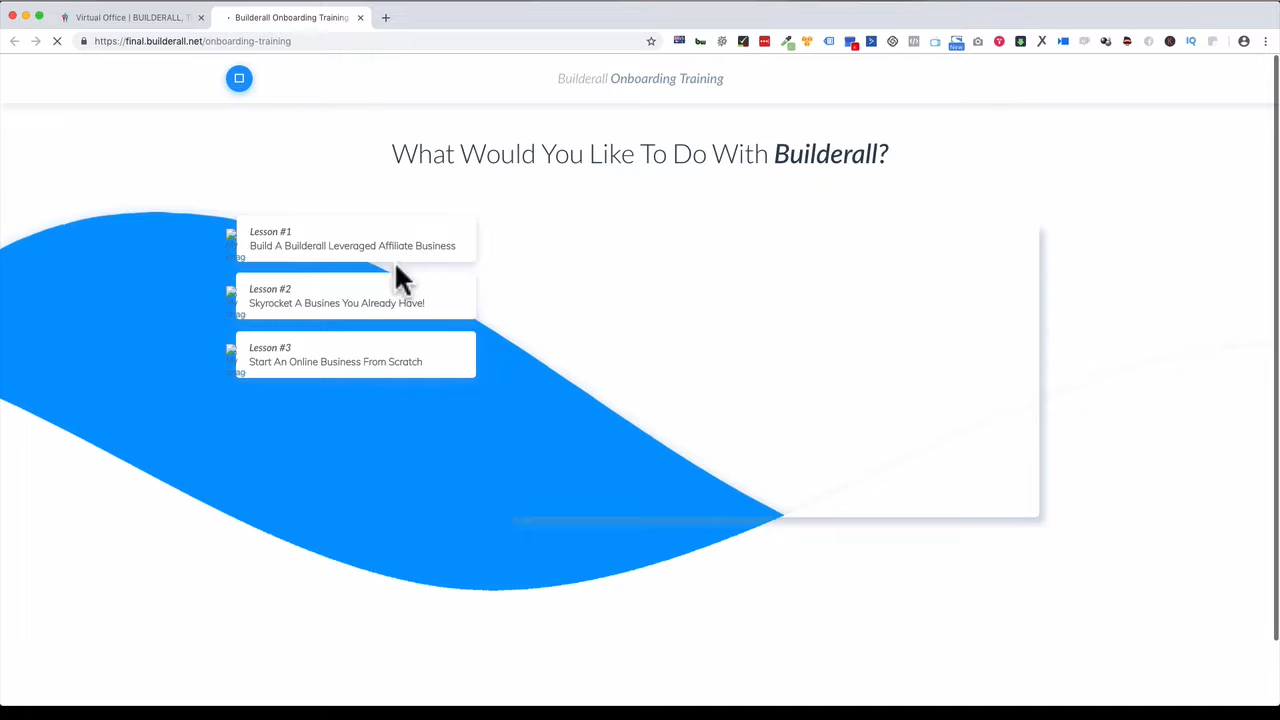 Virtual Office | BUILDERALL, T
Builderall Onboarding Training
https://final.builderall.net/onboarding-training
New
Builderall Onboarding Training
What Would You Like To Do With Builderall?
Lesson #1
Build A Builderall Leveraged Affiliate Business
Lesson #2
Skyrocket A Busines You Already Have!
Lesson #3
Start An Online Business From Scratch